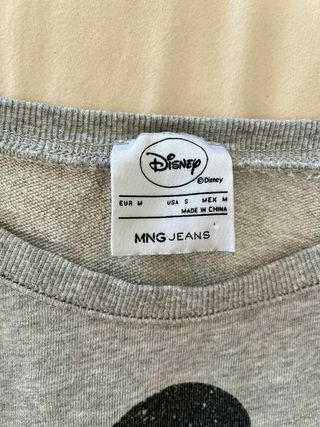 Disney
©Disney
EUR M USA S MEX M
MADE IN CHINA
MNG JEANS